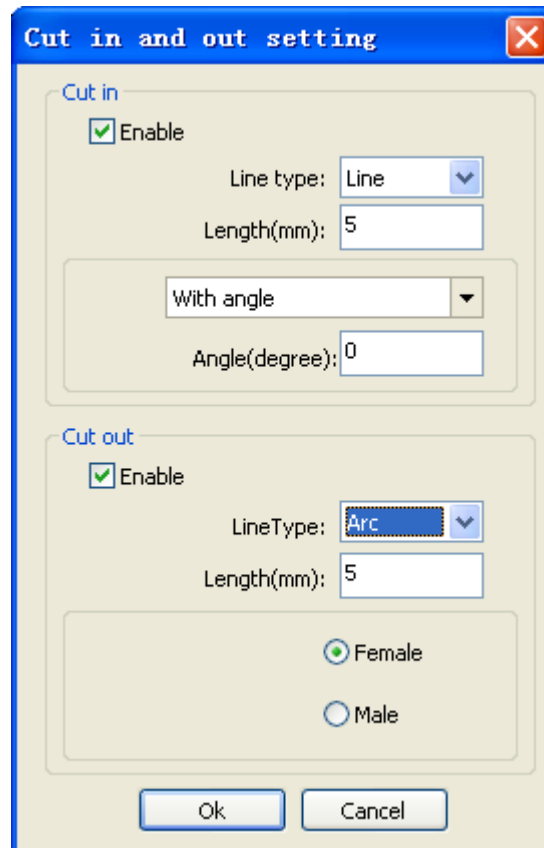 Cut in and out setting
Cut in
Enable
Line type: Line
Length(mm): 5
With angle
Angle(degree): 0
Cut out
Enable
LineType: Arc
Length(mm): 5
Female
Male
Ok Cancel